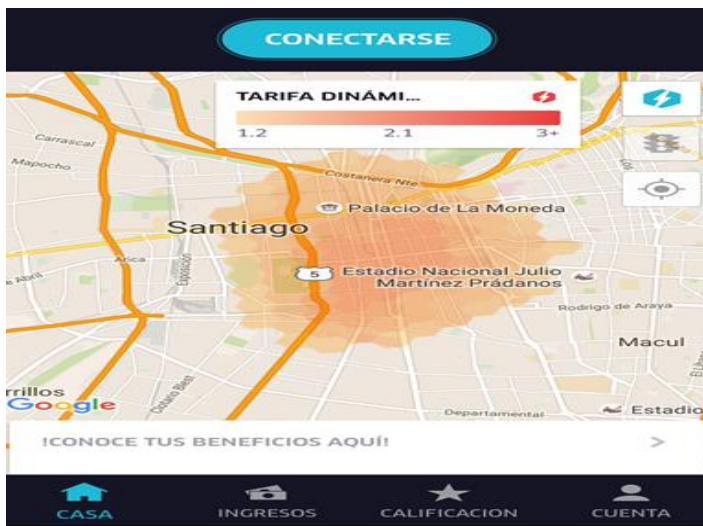 CONECTARSE
TARIFA DINÁMI...
1.2 2.1 3+
Carrascal
Mapocho
Costanera Nte
Palacio de La Moneda
Santiago
Arica
Exposición
5
Estadio Nacional Julio
Martínez Prádanos
Abril
Rodrigo de Araya
Macul
rrillos
Google
Departamental
Estadio
!CONOCE TUS BENEFICIOS AQUÍ!
CASA INGRESOS CALIFICACION CUENTA